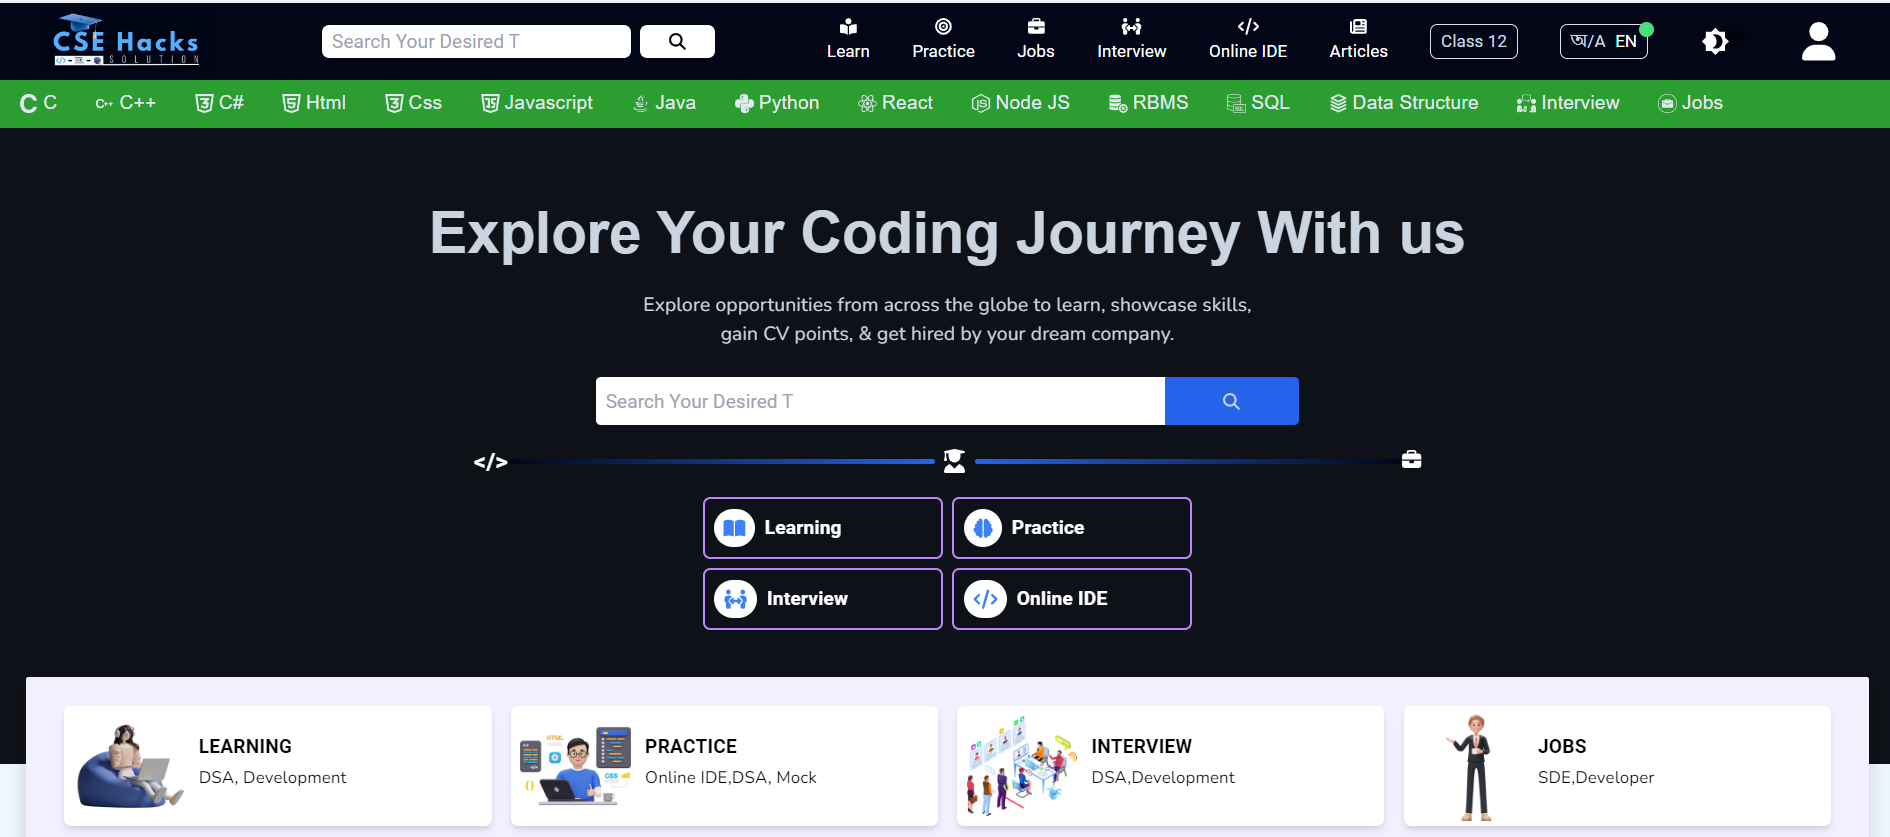 CSE Hacks
SOLUTION
Search Your Desired T
Learn
Practice
Jobs
Interview
Online IDE
Articles
Class 12
অ/A EN
C
C++
C#
Html
Css
Javascript
Java
Python
React
Node JS
RBMS
SQL
Data Structure
Interview
Jobs
Explore Your Coding Journey With us
Explore opportunities from across the globe to learn, showcase skills,
gain CV points, & get hired by your dream company.
Search Your Desired T
</>
Learning
Practice
Interview
Online IDE
LEARNING
DSA, Development
HTML
CSS
PRACTICE
Online IDE,DSA, Mock
INTERVIEW
DSA,Development
JOBS
SDE,Developer